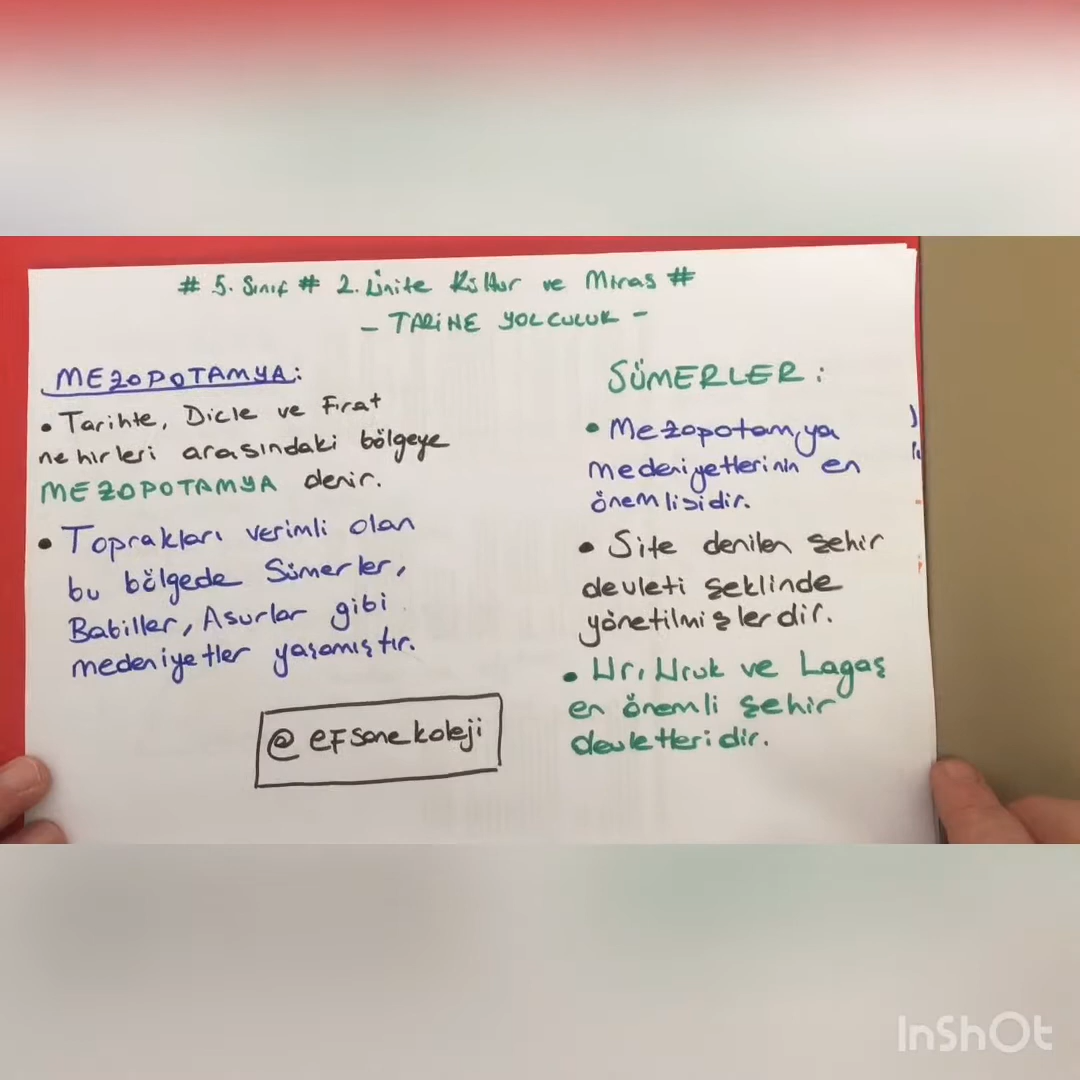 # 5. Sınıf # 2. Ünite Kültür ve Miras #
- TARİHE YOLCULUK -
MEZOPOTAMYA:
• Tarihte, Dicle ve Fırat
nehirleri arasındaki bölgeye
MEZOPOTAMYA denir.
• Toprakları verimli olan
bu bölgede Sümerler,
Babiller, Asurlar gibi
medeniyetler yaşamıştır.
@efsanekoleji
SÜMERLER:
• Mezopotamya
medeniyetlerinin en
önemlisidir.
• Site denilen şehir
devleti şeklinde
yönetilmişlerdir.
• Ur, Uruk ve Lagaş
en önemli şehir
devletleridir.
InShOt